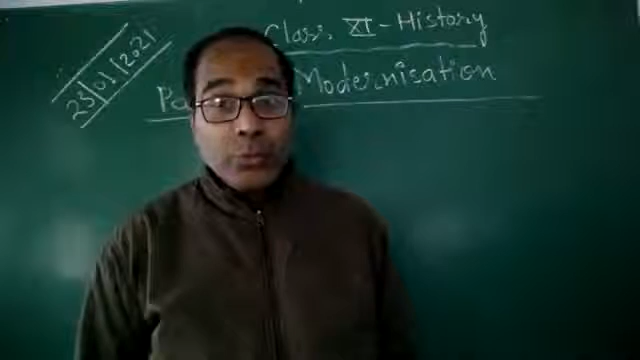 23/01/2021
Class XI - History
Modernisation